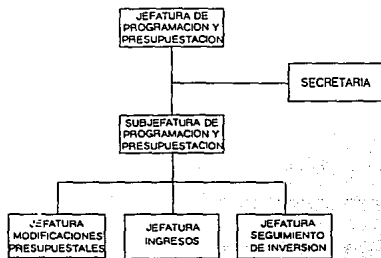 JEFATURA DE
PROGRAMACION Y
PRESUPUESTACION
SECRETARIA
SUBJEFATURA DE
PROGRAMACION Y
PRESUPUESTACION
JEFATURA
MODIFICACIONES
PRESUPUESTALES
JEFATURA
INGRESOS
JEFATURA
SEGUIMIENTO
DE INVERSION